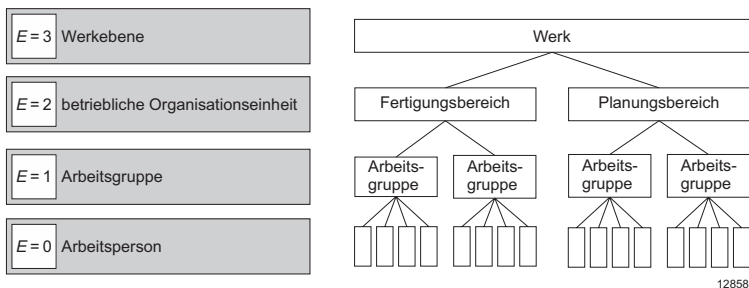 E = 3 Werkebene
Werk
E = 2 betriebliche Organisationseinheit
Fertigungsbereich
Planungsbereich
E = 1 Arbeitsgruppe
Arbeits-
gruppe
Arbeits-
gruppe
Arbeits-
gruppe
Arbeits-
gruppe
E = 0 Arbeitsperson
12858